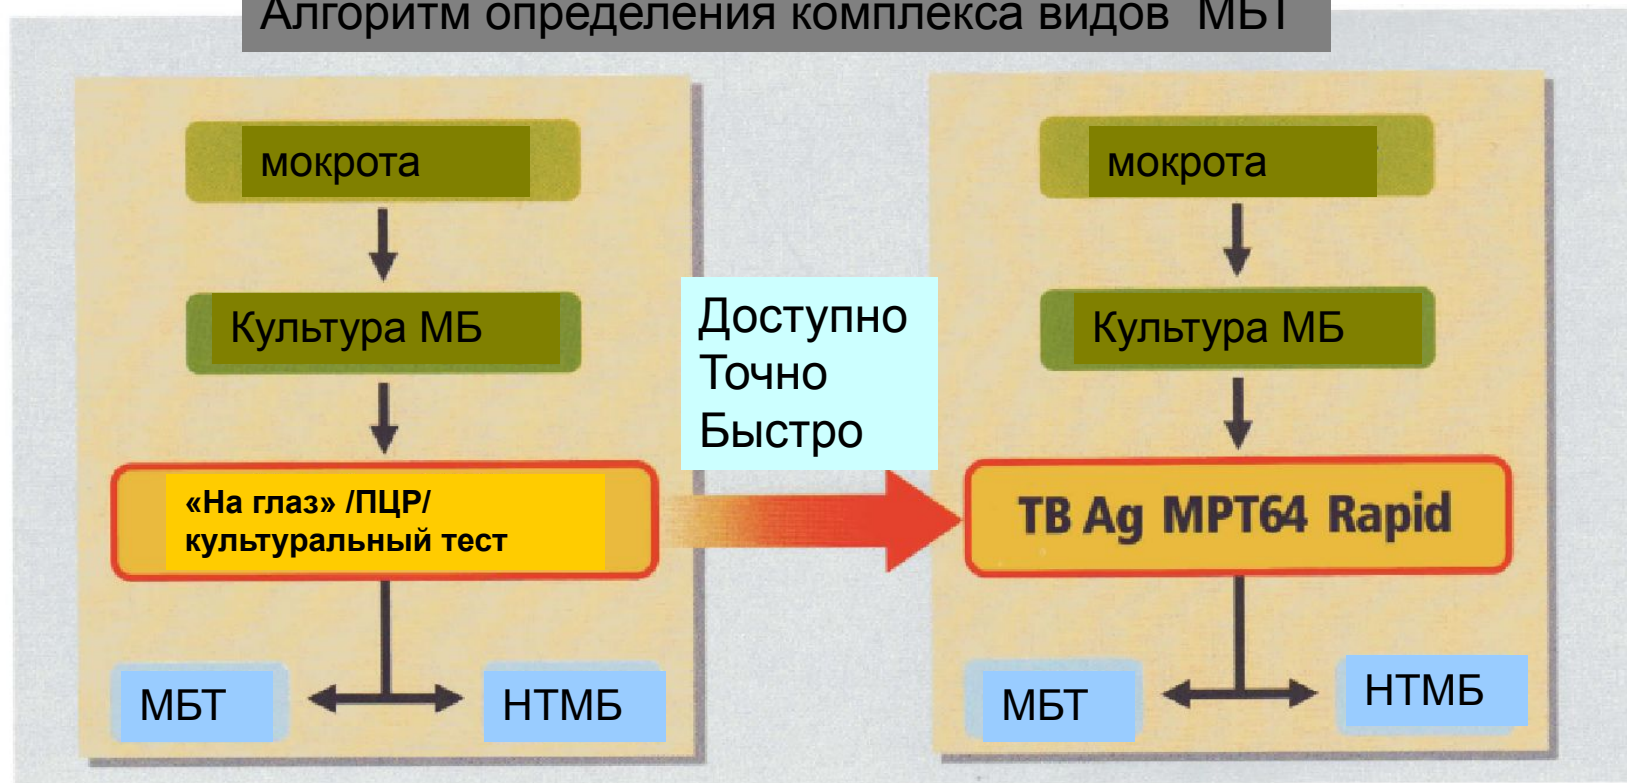 Алгоритм определения комплекса видов МБТ
мокрота
Культура МБ
«На глаз» /ПЦР/
культуральный тест
МБТ
НТМБ
Доступно
Точно
Быстро
мокрота
Культура МБ
TB Ag MPT64 Rapid
МБТ
НТМБ